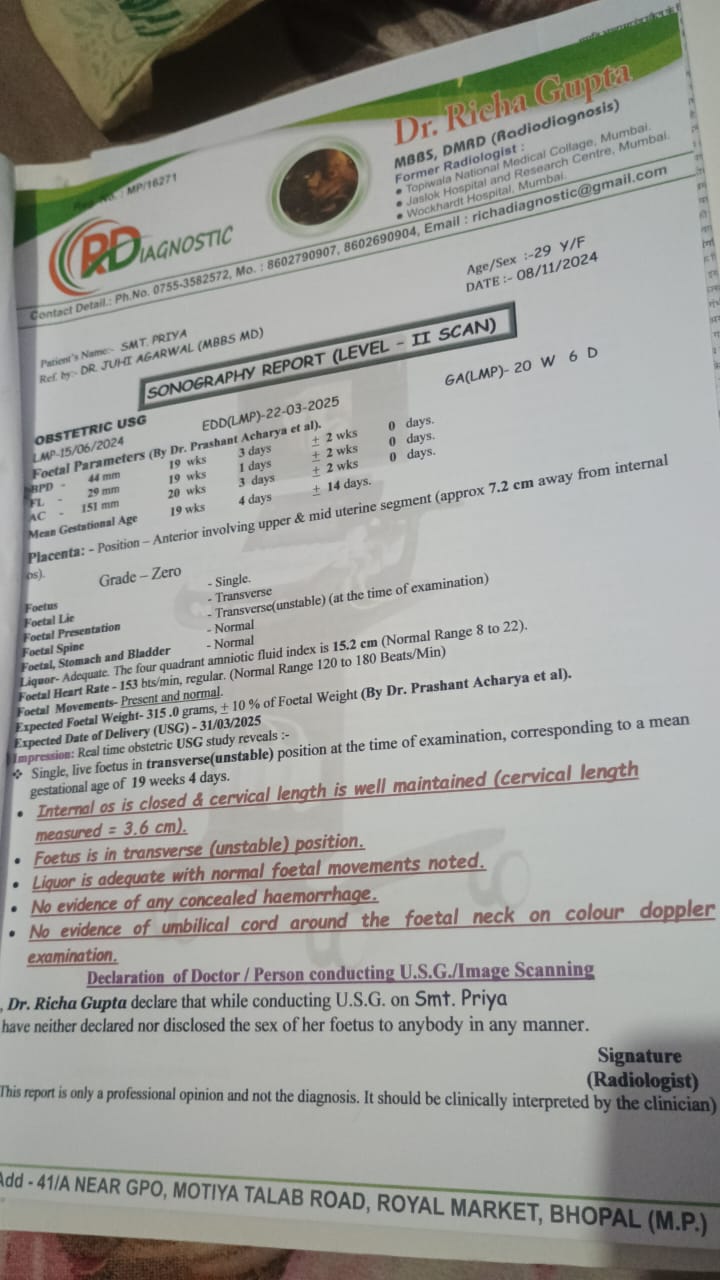 Dr. Richa Gupta
MBBS, DMRD (Radiodiagnosis)
Former Radiologist :
• Topiwala National Medical Collage, Mumbai.
• Jaslok Hospital and Research Centre, Mumbai.
• Wockhardt Hospital, Mumbai.
MP/16271
RDIAGNOSTIC
Contact Detail.: Ph.No. 0755-3582572, Mo. : 8602790907, 8602690904, Email : richadiagnostic@gmail.com
Age/Sex :-29 Y/F
DATE :- 08/11/2024
Patient's Name:- SMT. PRIYA
Ref. by:- DR. JUHI AGARWAL (MBBS MD)
SONOGRAPHY REPORT (LEVEL – II SCAN)
OBSTETRIC USG
LMP-15/06/2024 EDD(LMP)-22-03-2025 GA(LMP)- 20 W 6 D
Foetal Parameters (By Dr. Prashant Acharya et al).
BPD - 44 mm 19 wks 3 days ± 2 wks 0 days.
FL - 29 mm 19 wks 1 days ± 2 wks 0 days.
AC - 151 mm 20 wks 3 days ± 2 wks 0 days.
Mean Gestational Age 19 wks 4 days ± 14 days.
Placenta: - Position – Anterior involving upper & mid uterine segment (approx 7.2 cm away from internal
os). Grade – Zero
Foetus - Single.
Foetal Lie - Transverse
Foetal Presentation - Transverse(unstable) (at the time of examination)
Foetal Spine - Normal
Foetal, Stomach and Bladder - Normal
Liquor- Adequate. The four quadrant amniotic fluid index is 15.2 cm (Normal Range 8 to 22).
Foetal Heart Rate - 153 bts/min, regular. (Normal Range 120 to 180 Beats/Min)
Foetal Movements- Present and normal.
Expected Foetal Weight- 315 .0 grams, ± 10 % of Foetal Weight (By Dr. Prashant Acharya et al).
Expected Date of Delivery (USG) - 31/03/2025
Impression: Real time obstetric USG study reveals :-
❖ Single, live foetus in transverse(unstable) position at the time of examination, corresponding to a mean
gestational age of 19 weeks 4 days.
• Internal os is closed & cervical length is well maintained (cervical length
measured = 3.6 cm).
• Foetus is in transverse (unstable) position.
• Liquor is adequate with normal foetal movements noted.
• No evidence of any concealed haemorrhage.
• No evidence of umbilical cord around the foetal neck on colour doppler
examination.
Declaration of Doctor / Person conducting U.S.G./Image Scanning
, Dr. Richa Gupta declare that while conducting U.S.G. on Smt. Priya
have neither declared nor disclosed the sex of her foetus to anybody in any manner.
Signature
(Radiologist)
This report is only a professional opinion and not the diagnosis. It should be clinically interpreted by the clinician)
Add - 41/A NEAR GPO, MOTIYA TALAB ROAD, ROYAL MARKET, BHOPAL (M.P.)